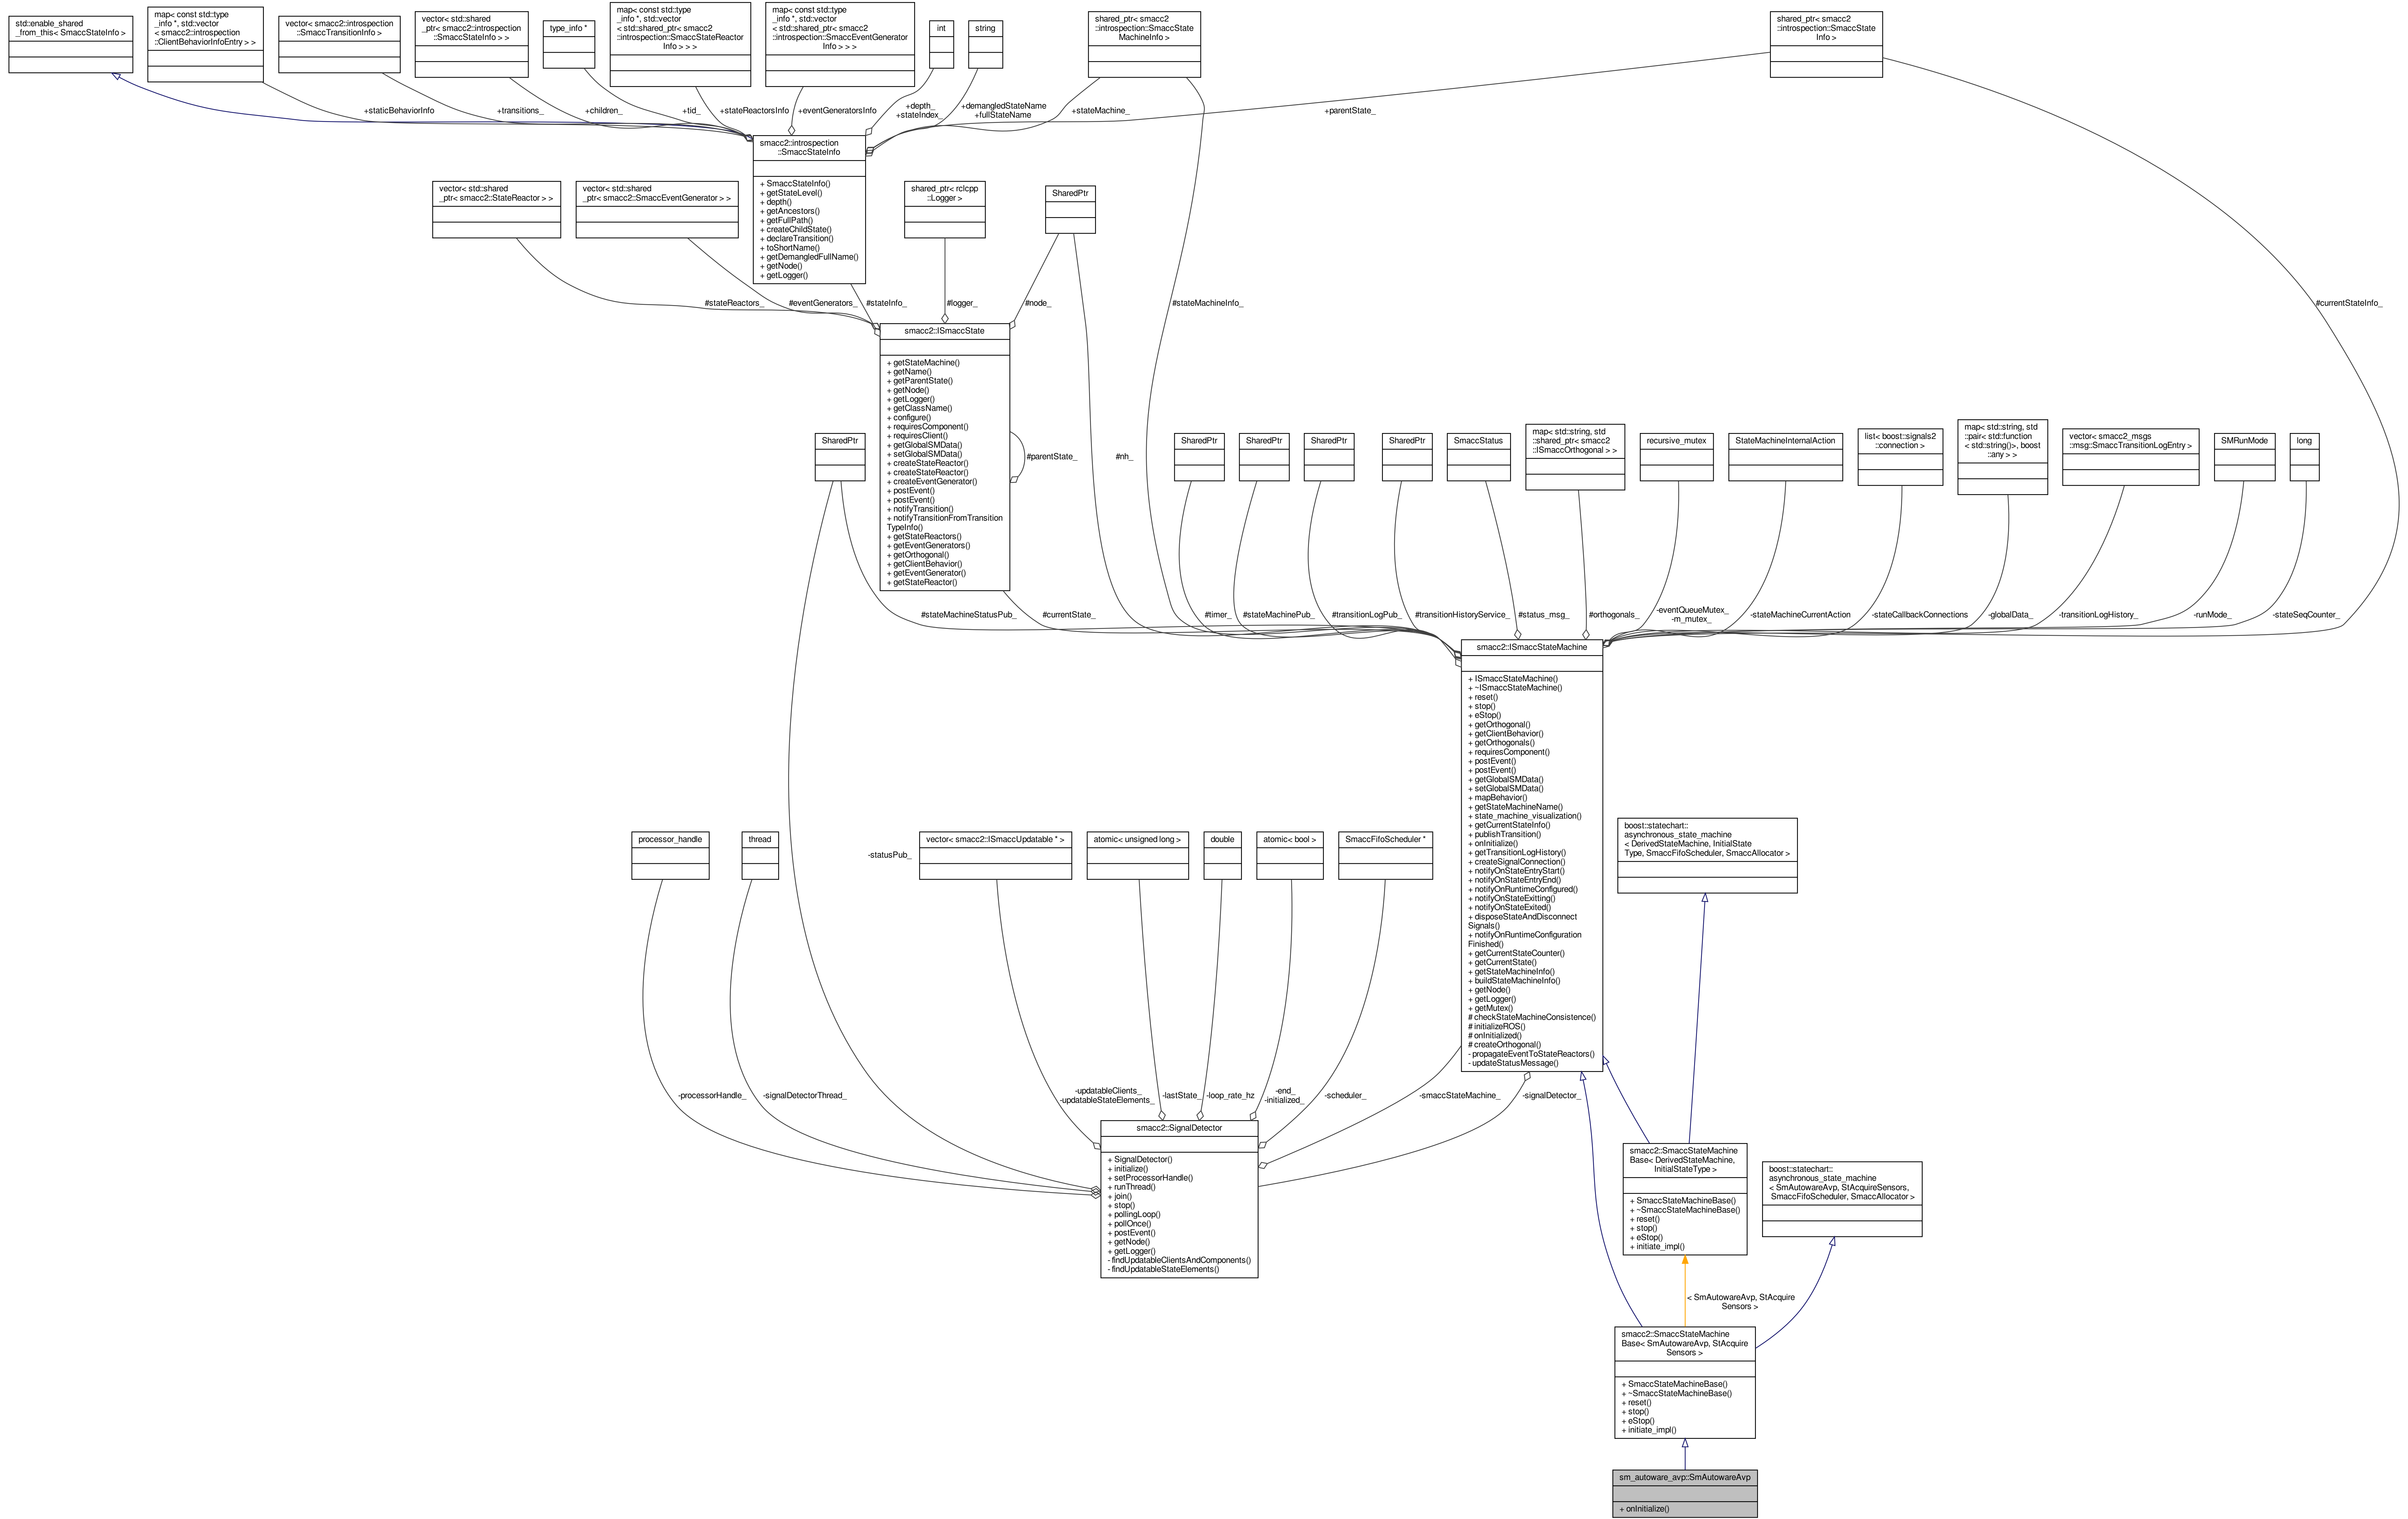 std::enable_shared
_from_this< SmaccStateInfo >
map< const std::type
_info *, std::vector
< smacc2::introspection
::ClientBehaviorInfoEntry > >
vector< smacc2::introspection
::SmaccTransitionInfo >
vector< std::shared
_ptr< smacc2::introspection
::SmaccStateInfo > >
type_info *
map< const std::type
_info *, std::vector
< std::shared_ptr< smacc2
::introspection::SmaccStateReactor
Info > > >
map< const std::type
_info *, std::vector
< std::shared_ptr< smacc2
::introspection::SmaccEventGenerator
Info > > >
int
string
shared_ptr< smacc2
::introspection::SmaccState
MachineInfo >
shared_ptr< smacc2
::introspection::SmaccState
Info >
+staticBehaviorInfo
+transitions_
+children_
+tid_
+stateReactorsInfo
+eventGeneratorsInfo
+depth_
+stateIndex_
+demangledStateName
+fullStateName
+stateMachine_
+parentState_
smacc2::introspection
::SmaccStateInfo
+ SmaccStateInfo()
+ getStateLevel()
+ depth()
+ getAncestors()
+ getFullPath()
+ createChildState()
+ declareTransition()
+ toShortName()
+ getDemangledFullName()
+ getNode()
+ getLogger()
vector< std::shared
_ptr< smacc2::StateReactor > >
vector< std::shared
_ptr< smacc2::SmaccEventGenerator > >
shared_ptr< rclcpp
::Logger >
SharedPtr
#stateReactors_
#eventGenerators_
#stateInfo_
#logger_
#node_
#stateMachineInfo_
#currentStateInfo_
smacc2::ISmaccState
+ getStateMachine()
+ getName()
+ getParentState()
+ getNode()
+ getLogger()
+ getClassName()
+ configure()
+ requiresComponent()
+ requiresClient()
+ getGlobalSMData()
+ setGlobalSMData()
+ createStateReactor()
+ createStateReactor()
+ createEventGenerator()
+ postEvent()
+ postEvent()
+ notifyTransition()
+ notifyTransitionFromTransition
TypeInfo()
+ getStateReactors()
+ getEventGenerators()
+ getOrthogonal()
+ getClientBehavior()
+ getEventGenerator()
+ getStateReactor()
#parentState_
#nh_
SharedPtr
SharedPtr
SharedPtr
SharedPtr
SharedPtr
SmaccStatus
map< std::string, std
::shared_ptr< smacc2
::ISmaccOrthogonal > >
recursive_mutex
StateMachineInternalAction
list< boost::signals2
::connection >
map< std::string, std
::pair< std::function
< std::string()>, boost
::any > >
vector< smacc2_msgs
::msg::SmaccTransitionLogEntry >
SMRunMode
long
#stateMachineStatusPub_
#currentState_
#timer_
#stateMachinePub_
#transitionLogPub_
#transitionHistoryService_
#status_msg_
#orthogonals_
-eventQueueMutex_
-m_mutex_
-stateMachineCurrentAction
-stateCallbackConnections
-globalData_
-transitionLogHistory_
-runMode_
-stateSeqCounter_
smacc2::ISmaccStateMachine
+ ISmaccStateMachine()
+ ~ISmaccStateMachine()
+ reset()
+ stop()
+ eStop()
+ getOrthogonal()
+ getClientBehavior()
+ getOrthogonals()
+ requiresComponent()
+ postEvent()
+ postEvent()
+ getGlobalSMData()
+ setGlobalSMData()
+ mapBehavior()
+ getStateMachineName()
+ state_machine_visualization()
+ getCurrentStateInfo()
+ publishTransition()
+ onInitialize()
+ getTransitionLogHistory()
+ createSignalConnection()
+ notifyOnStateEntryStart()
+ notifyOnStateEntryEnd()
+ notifyOnRuntimeConfigured()
+ notifyOnStateExitting()
+ notifyOnStateExited()
+ disposeStateAndDisconnect
Signals()
+ notifyOnRuntimeConfiguration
Finished()
+ getCurrentStateCounter()
+ getCurrentState()
+ getStateMachineInfo()
+ buildStateMachineInfo()
+ getNode()
+ getLogger()
+ getMutex()
# checkStateMachineConsistence()
# initializeROS()
# onInitialized()
# createOrthogonal()
- propagateEventToStateReactors()
- updateStatusMessage()
processor_handle
thread
-statusPub_
vector< smacc2::ISmaccUpdatable * >
atomic< unsigned long >
double
atomic< bool >
SmaccFifoScheduler *
boost::statechart::
asynchronous_state_machine
< DerivedStateMachine, InitialState
Type, SmaccFifoScheduler, SmaccAllocator >
-processorHandle_
-signalDetectorThread_
-updatableClients_
-updatableStateElements_
-lastState_
-loop_rate_hz
-end_
-initialized_
-scheduler_
-smaccStateMachine_
-signalDetector_
smacc2::SignalDetector
+ SignalDetector()
+ initialize()
+ setProcessorHandle()
+ runThread()
+ join()
+ stop()
+ pollingLoop()
+ pollOnce()
+ postEvent()
+ getNode()
+ getLogger()
- findUpdatableClientsAndComponents()
- findUpdatableStateElements()
smacc2::SmaccStateMachine
Base< DerivedStateMachine,
InitialStateType >
+ SmaccStateMachineBase()
+ ~SmaccStateMachineBase()
+ reset()
+ stop()
+ eStop()
+ initiate_impl()
boost::statechart::
asynchronous_state_machine
< SmAutowareAvp, StAcquireSensors,
SmaccFifoScheduler, SmaccAllocator >
< SmAutowareAvp, StAcquire
Sensors >
smacc2::SmaccStateMachine
Base< SmAutowareAvp, StAcquire
Sensors >
+ SmaccStateMachineBase()
+ ~SmaccStateMachineBase()
+ reset()
+ stop()
+ eStop()
+ initiate_impl()
sm_autoware_avp::SmAutowareAvp
+ onInitialize()